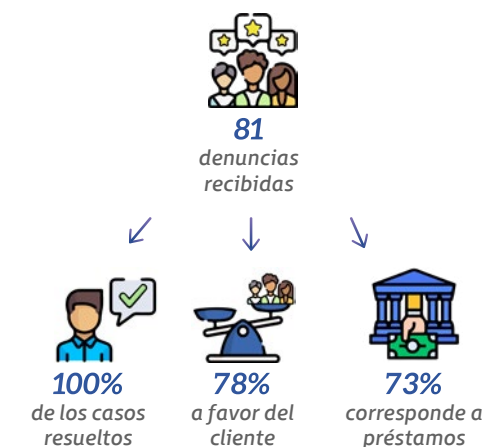 81
denuncias
recibidas
100%
de los casos
resueltos
78%
a favor del
cliente
73%
corresponde a
préstamos